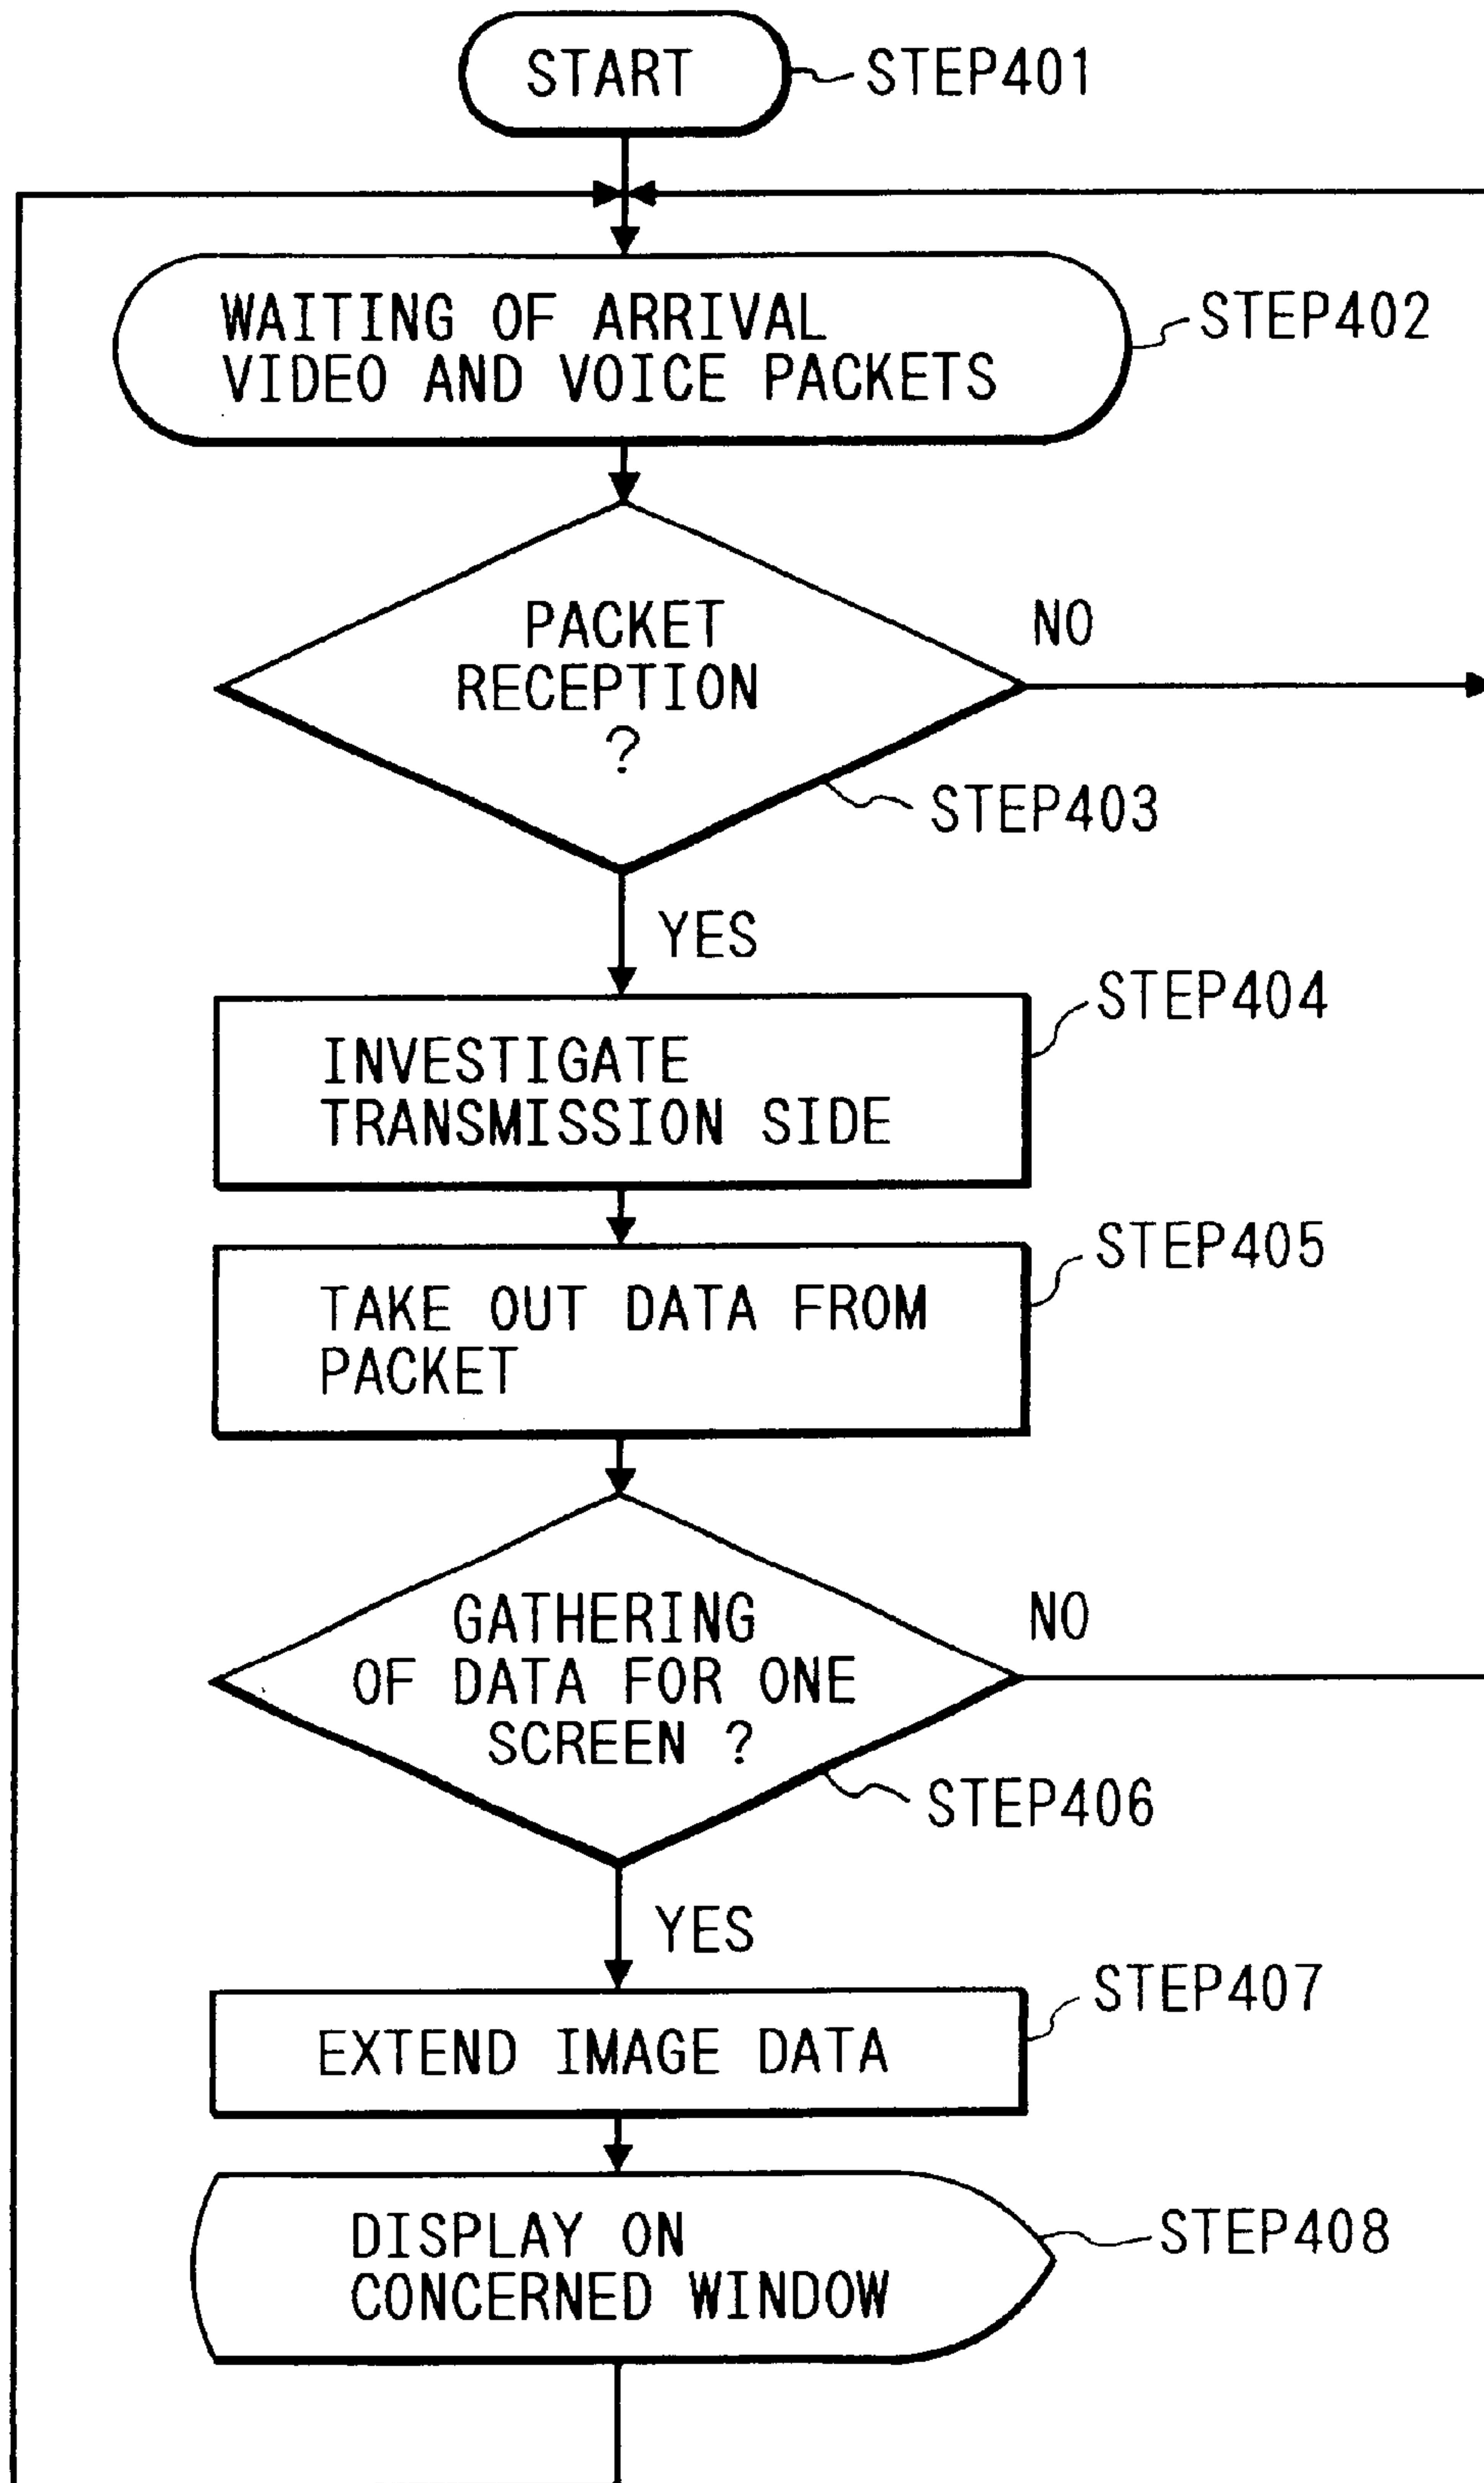 START
STEP401
WAITING OF ARRIVAL
VIDEO AND VOICE PACKETS
STEP402
PACKET
RECEPTION
?
NO
STEP403
YES
STEP404
INVESTIGATE
TRANSMISSION SIDE
STEP405
TAKE OUT DATA FROM
PACKET
GATHERING
OF DATA FOR ONE
SCREEN ?
NO
STEP406
YES
STEP407
EXTEND IMAGE DATA
DISPLAY ON
CONCERNED WINDOW
STEP408